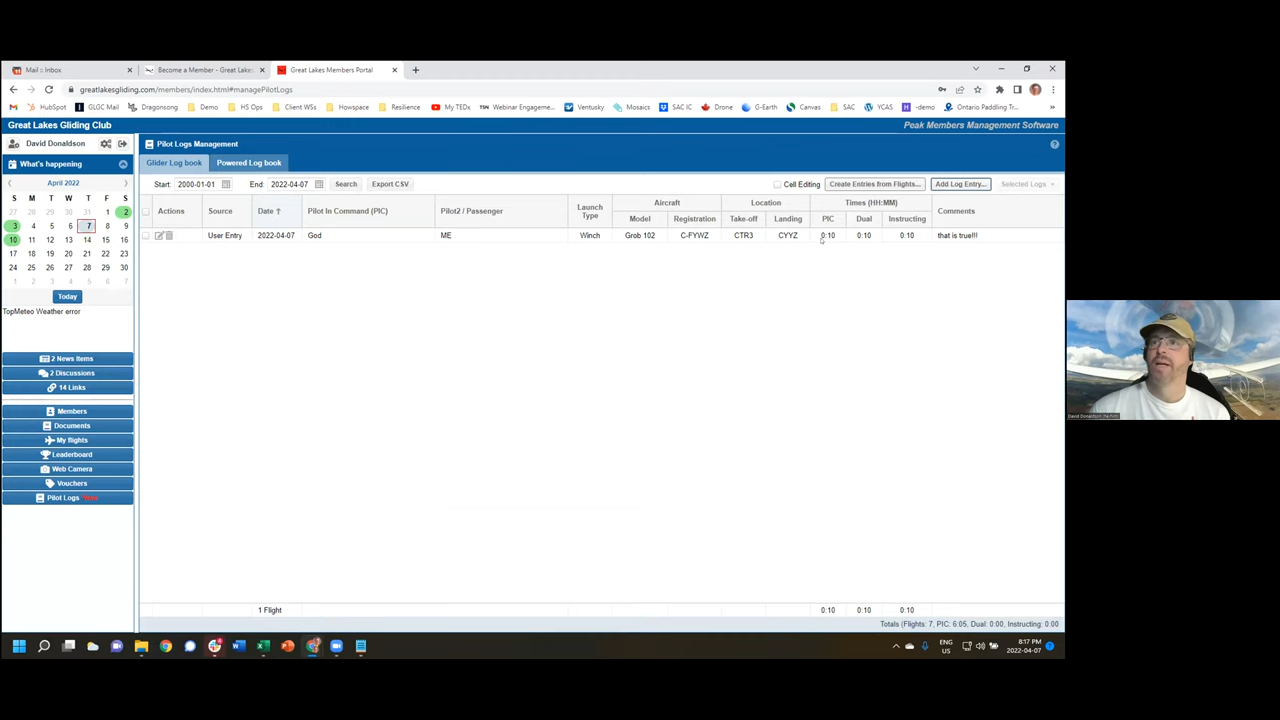 Mail :: Inbox
Become a Member - Great Lakes
Great Lakes Members Portal
greatlakesgliding.com/members/index.html#managePilotLogs
HubSpot GLGC Mail Dragonsong Demo HS Ops Client WSs Howspace Resilience My TEDx Webinar Engageme... Ventusky Mosaics SAC IC Drone G-Earth Canvas SAC YCAS -demo Ontario Paddling Tr...
Great Lakes Gliding Club
Peak Members Management Software
David Donaldson
Pilot Logs Management
What's happening
Glider Log book Powered Log book
April 2022
Start: 2000-01-01 End: 2022-04-07 Search Export CSV Cell Editing Create Entries from Flights... Add Log Entry... Selected Logs
S M T W T F S
27 28 29 30 31 1 2
3 4 5 6 7 8 9
10 11 12 13 14 15 16
17 18 19 20 21 22 23
24 25 26 27 28 29 30
1 2 3 4 5 6 7
Today
TopMeteo Weather error
Actions Source Date Pilot In Command (PIC) Pilot2 / Passenger Launch Type Aircraft Location Times (HH:MM) Comments
Model Registration Take-off Landing PIC Dual Instructing
User Entry 2022-04-07 God ME Winch Grob 102 C-FYWZ CTR3 CYYZ 0:10 0:10 0:10 that is true!!!
2 News Items
2 Discussions
14 Links
Members
Documents
My flights
Leaderboard
Web Camera
Vouchers
Pilot Logs
1 Flight 0:10 0:10 0:10
Totals (Flights: 7, PIC: 6:05, Dual: 0:00, Instructing: 0:00
ENG
US
8:17 PM
2022-04-07
David Donaldson